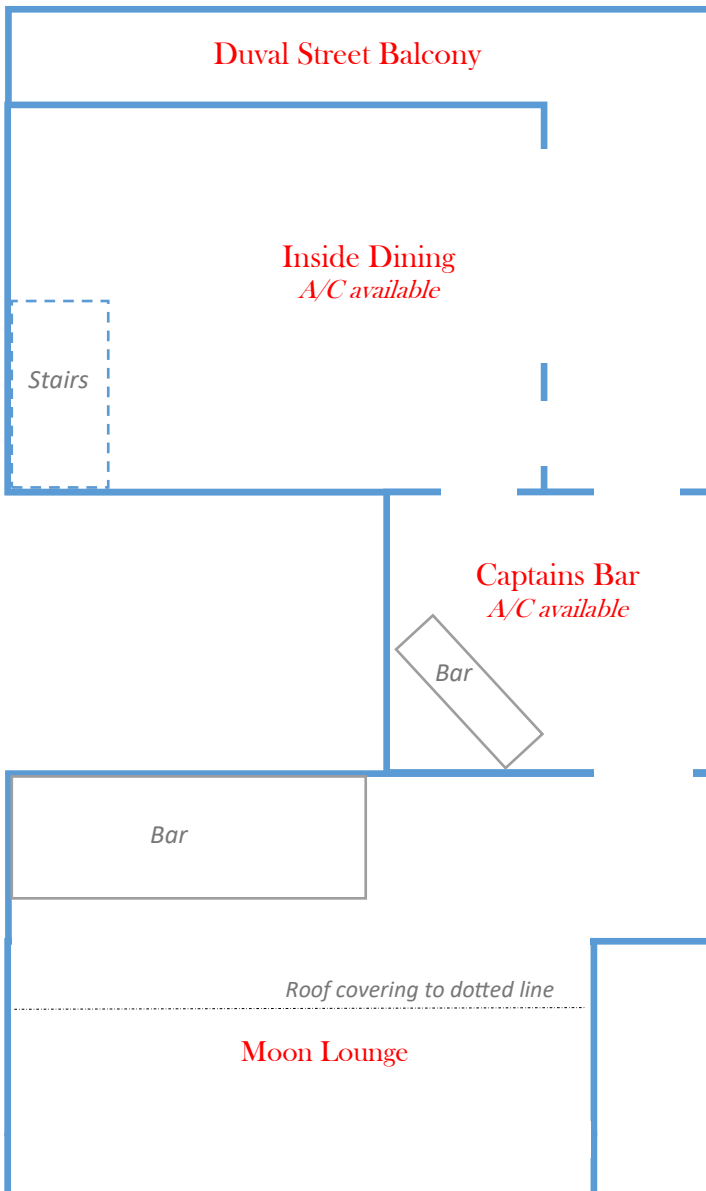 Duval Street Balcony
Inside Dining
A/C available
Stairs
Captains Bar
A/C available
Bar
Bar
Roof covering to dotted line
Moon Lounge